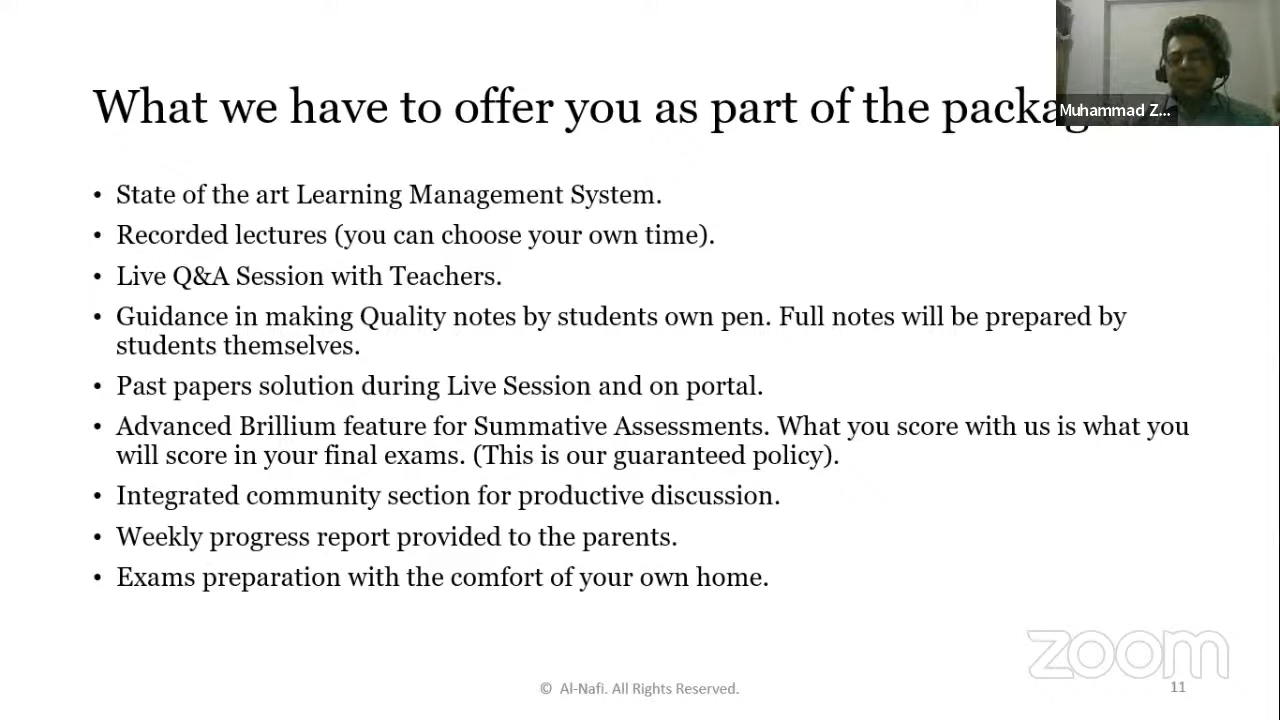 What we have to offer you as part of the packag
Muhammad Z...
• State of the art Learning Management System.
• Recorded lectures (you can choose your own time).
• Live Q&A Session with Teachers.
• Guidance in making Quality notes by students own pen. Full notes will be prepared by
students themselves.
• Past papers solution during Live Session and on portal.
• Advanced Brillium feature for Summative Assessments. What you score with us is what you
will score in your final exams. (This is our guaranteed policy).
• Integrated community section for productive discussion.
• Weekly progress report provided to the parents.
• Exams preparation with the comfort of your own home.
zoom
© Al-Nafi. All Rights Reserved.
11